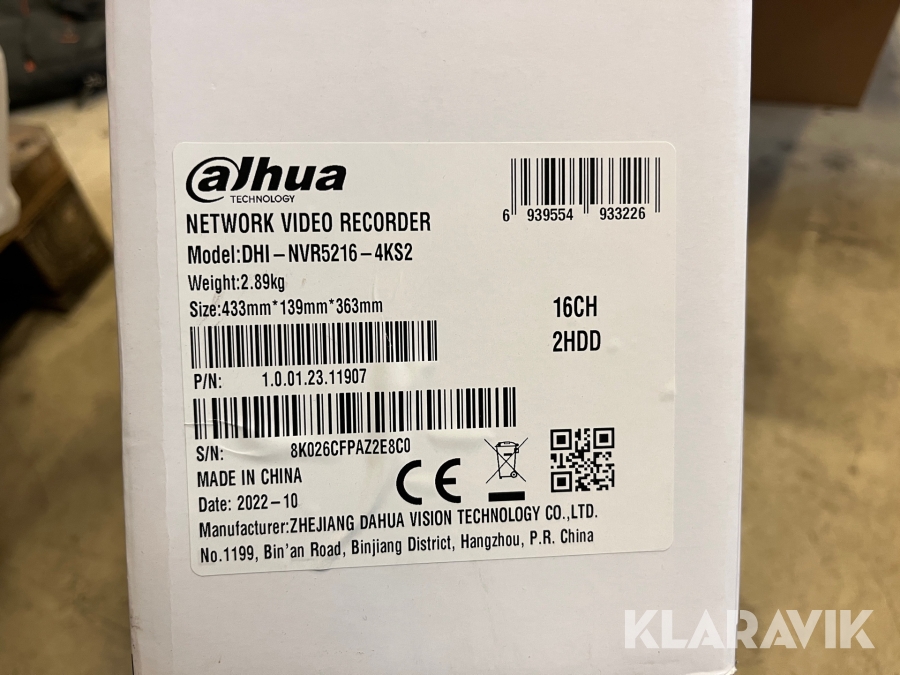 alhua
TECHNOLOGY
NETWORK VIDEO RECORDER
Model:DHI-NVR5216-4KS2
Weight:2.89kg
Size:433mm*139mm*363mm
6 939554 933226
16CH
2HDD
P/N: 1.0.01.23.11907
S/N: 8K026CFPAZ2E8C0
MADE IN CHINA
Date: 2022-10
CE
Manufacturer:ZHEJIANG DAHUA VISION TECHNOLOGY CO.,LTD.
No.1199, Bin'an Road, Binjiang District, Hangzhou, P.R. China
KLARAVIK